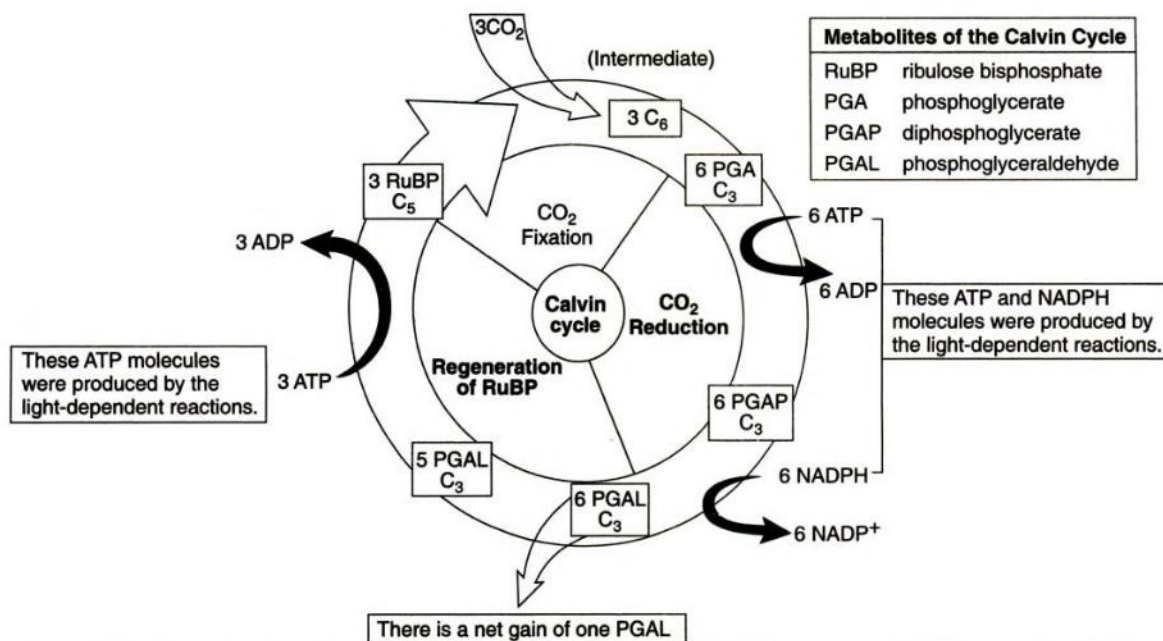 3CO₂
(Intermediate)
3 C₆
6 PGA
C₃
3 RuBP
C₅
CO₂
Fixation
6 ATP
6 ADP
3 ADP
Calvin
cycle
CO₂
Reduction
Regeneration
of RuBP
3 ATP
6 PGAP
C₃
5 PGAL
C₃
6 PGAL
C₃
6 NADPH
6 NADP⁺
These ATP molecules
were produced by the
light-dependent reactions.
These ATP and NADPH
molecules were produced by
the light-dependent reactions.
There is a net gain of one PGAL
Metabolites of the Calvin Cycle
RuBP ribulose bisphosphate
PGA phosphoglycerate
PGAP diphosphoglycerate
PGAL phosphoglyceraldehyde